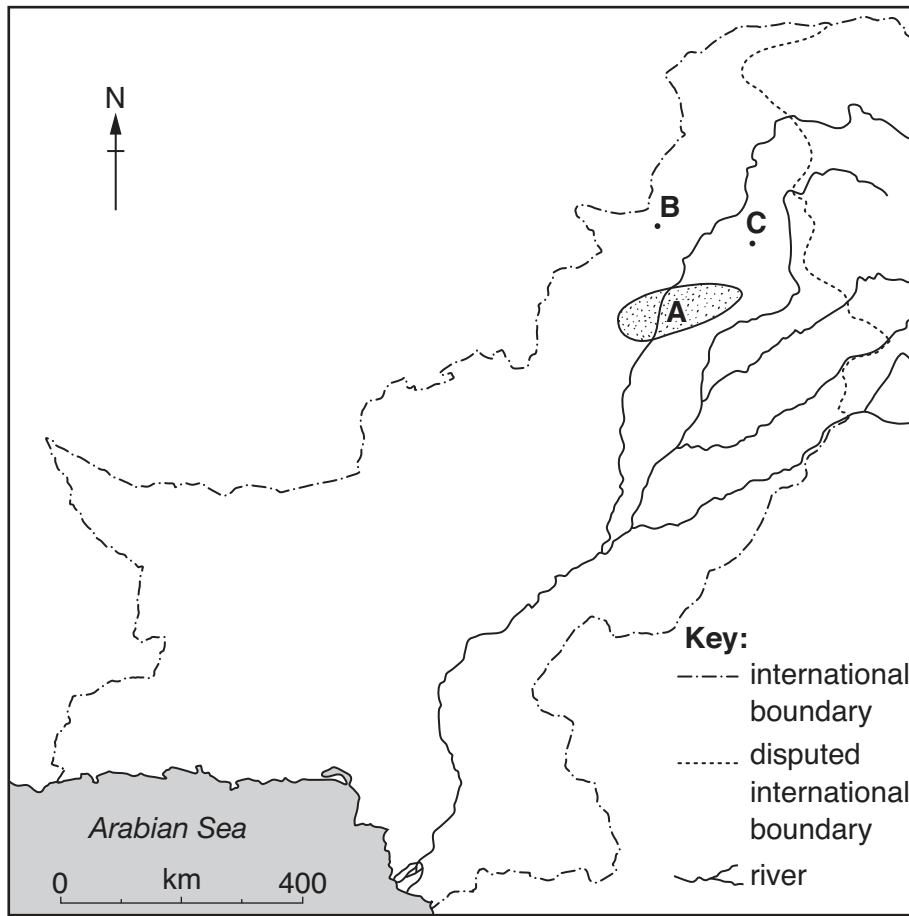 N
B
C
A
Key:
international
boundary
disputed
international
boundary
river
Arabian Sea
0 km 400